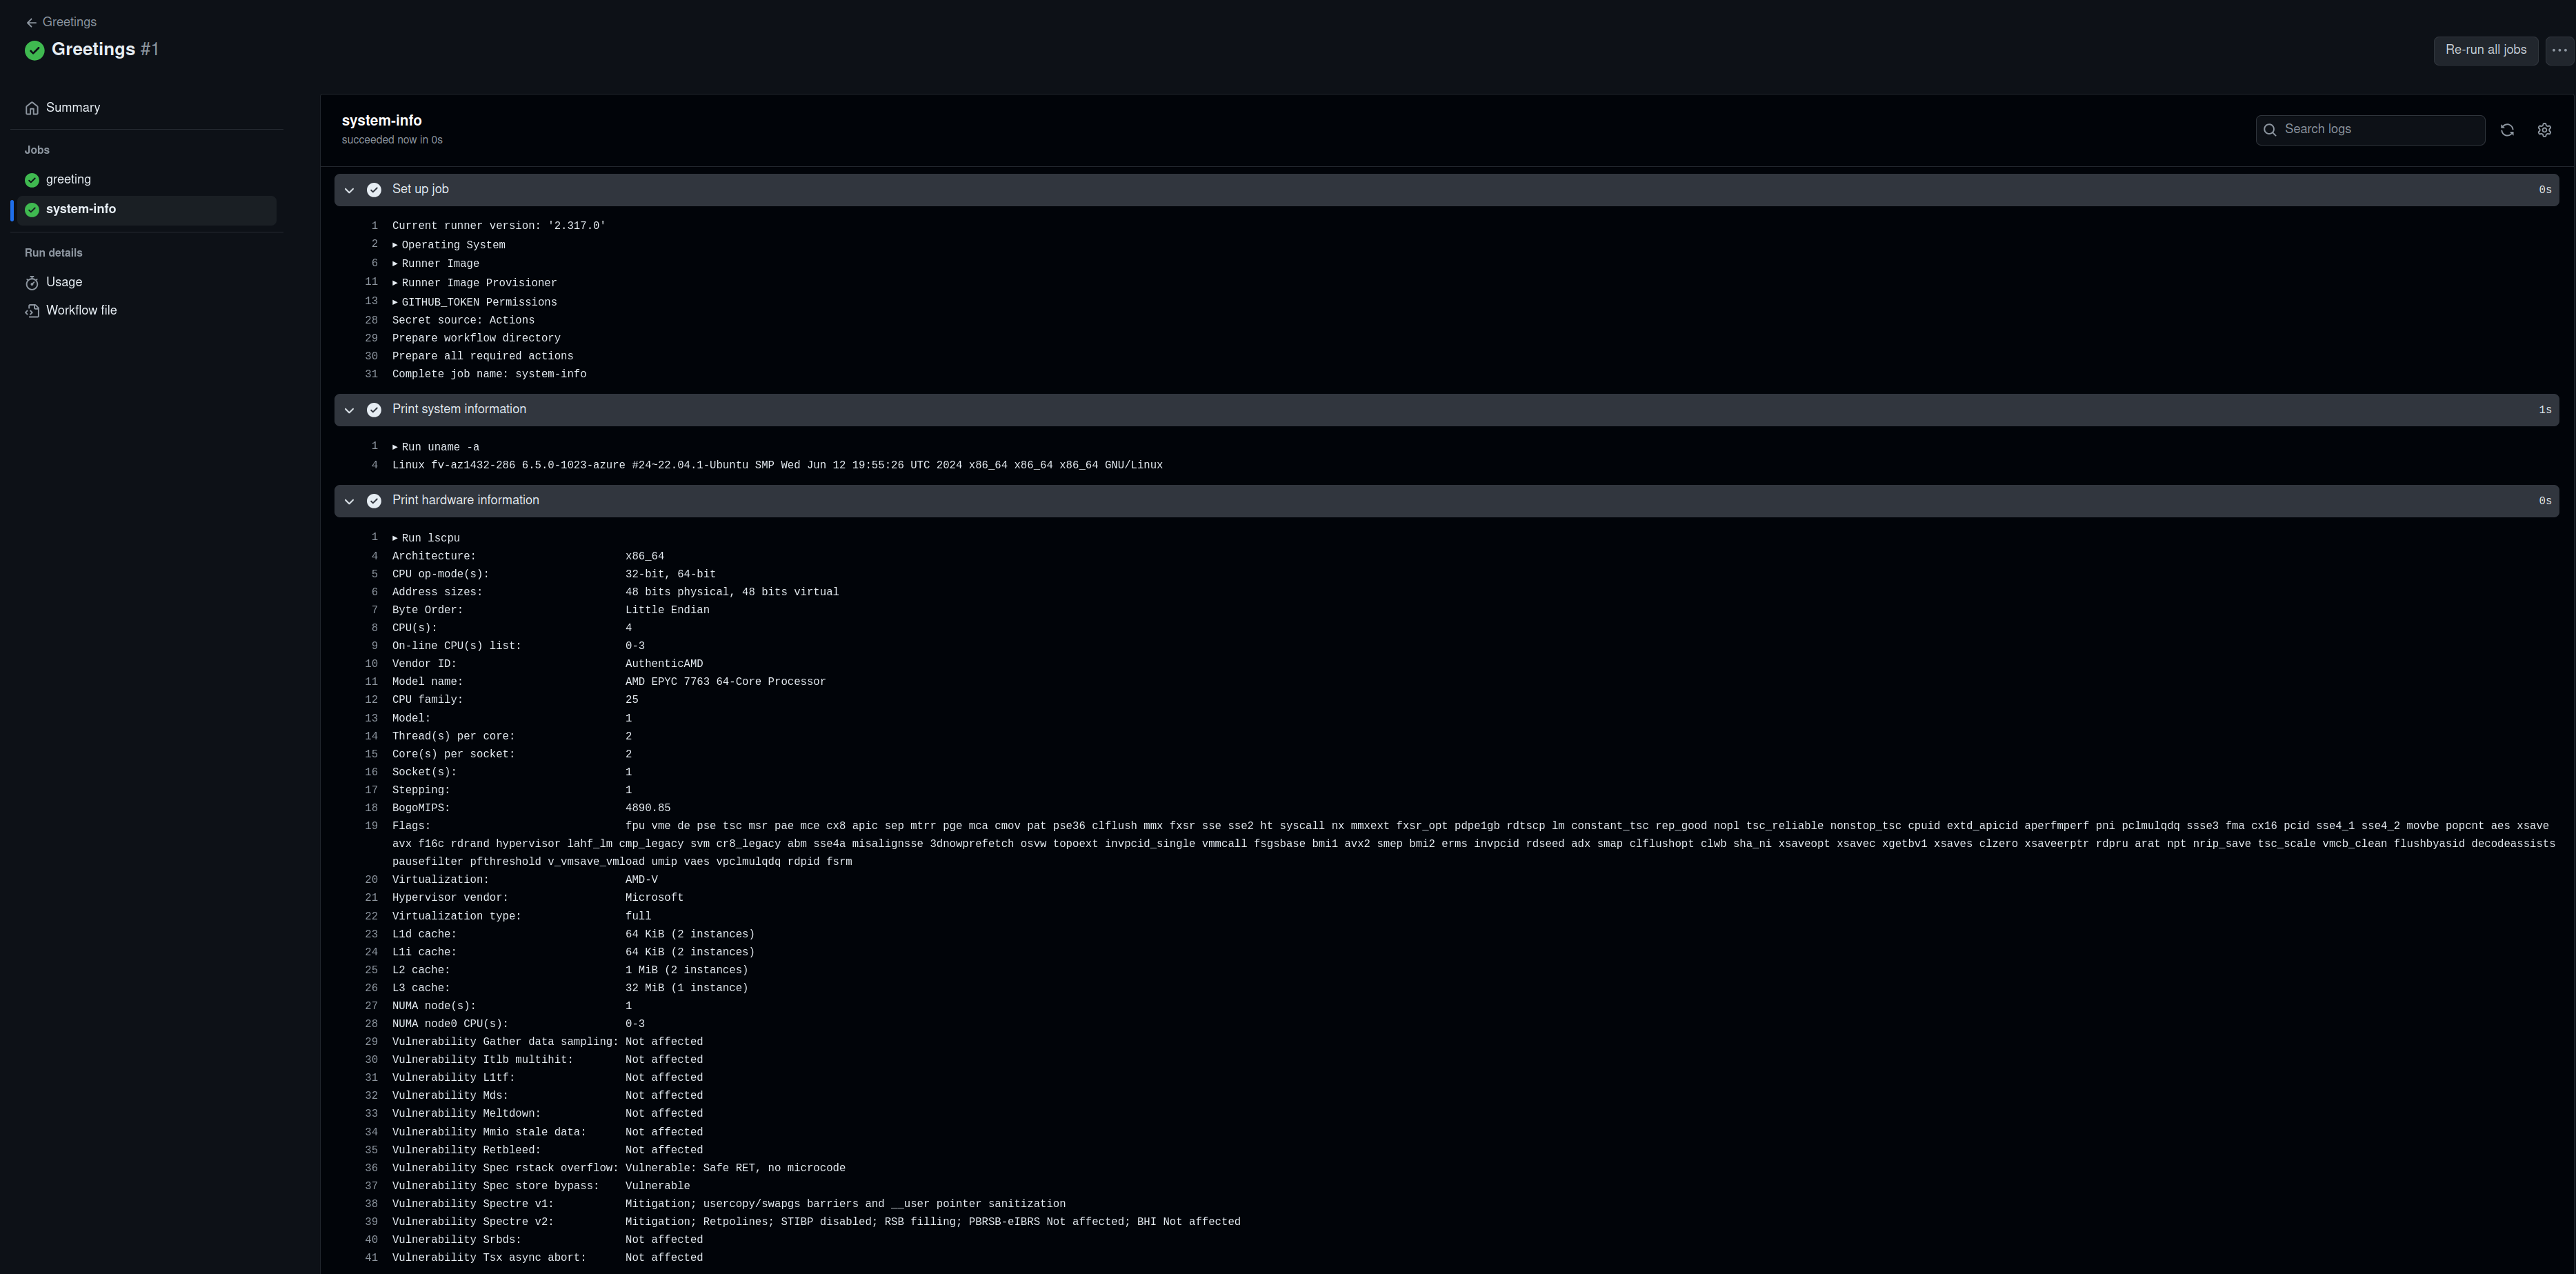 Greetings
Greetings #1
Re-run all jobs
Summary
Jobs
greeting
system-info
Run details
Usage
Workflow file
system-info
succeeded now in 0s
Search logs
Set up job 0s
1 Current runner version: '2.317.0'
2 Operating System
6 Runner Image
11 Runner Image Provisioner
13 GITHUB_TOKEN Permissions
28 Secret source: Actions
29 Prepare workflow directory
30 Prepare all required actions
31 Complete job name: system-info
Print system information 1s
1 Run uname -a
4 Linux fv-az1432-286 6.5.0-1023-azure #24~22.04.1-Ubuntu SMP Wed Jun 12 19:55:26 UTC 2024 x86_64 x86_64 x86_64 GNU/Linux
Print hardware information 0s
1 Run lscpu
4 Architecture: x86_64
5 CPU op-mode(s): 32-bit, 64-bit
6 Address sizes: 48 bits physical, 48 bits virtual
7 Byte Order: Little Endian
8 CPU(s): 4
9 On-line CPU(s) list: 0-3
10 Vendor ID: AuthenticAMD
11 Model name: AMD EPYC 7763 64-Core Processor
12 CPU family: 25
13 Model: 1
14 Thread(s) per core: 2
15 Core(s) per socket: 2
16 Socket(s): 1
17 Stepping: 1
18 BogoMIPS: 4890.85
19 Flags: fpu vme de pse tsc msr pae mce cx8 apic sep mtrr pge mca cmov pat pse36 clflush mmx fxsr sse sse2 ht syscall nx mmxext fxsr_opt pdpe1gb rdtscp lm constant_tsc rep_good nopl tsc_reliable nonstop_tsc cpuid extd_apicid aperfmperf pni pclmulqdq ssse3 fma cx16 pcid sse4_1 sse4_2 movbe popcnt aes xsave
avx f16c rdrand hypervisor lahf_lm cmp_legacy svm cr8_legacy abm sse4a misalignsse 3dnowprefetch osvw topoext invpcid_single vmmcall fsgsbase bmi1 avx2 smep bmi2 erms invpcid rdseed adx smap clflushopt clwb sha_ni xsaveopt xsavec xgetbv1 xsaves clzero xsaveerptr rdpru arat npt nrip_save tsc_scale vmcb_clean flushbyasid decodeassists
pausefilter pfthreshold v_vmsave_vmload umip vaes vpclmulqdq rdpid fsrm
20 Virtualization: AMD-V
21 Hypervisor vendor: Microsoft
22 Virtualization type: full
23 L1d cache: 64 KiB (2 instances)
24 L1i cache: 64 KiB (2 instances)
25 L2 cache: 1 MiB (2 instances)
26 L3 cache: 32 MiB (1 instance)
27 NUMA node(s): 1
28 NUMA node0 CPU(s): 0-3
29 Vulnerability Gather data sampling: Not affected
30 Vulnerability Itlb multihit: Not affected
31 Vulnerability L1tf: Not affected
32 Vulnerability Mds: Not affected
33 Vulnerability Meltdown: Not affected
34 Vulnerability Mmio stale data: Not affected
35 Vulnerability Retbleed: Not affected
36 Vulnerability Spec rstack overflow: Vulnerable: Safe RET, no microcode
37 Vulnerability Spec store bypass: Vulnerable
38 Vulnerability Spectre v1: Mitigation; usercopy/swapgs barriers and __user pointer sanitization
39 Vulnerability Spectre v2: Mitigation; Retpolines; STIBP disabled; RSB filling; PBRSB-eIBRS Not affected; BHI Not affected
40 Vulnerability Srbds: Not affected
41 Vulnerability Tsx async abort: Not affected